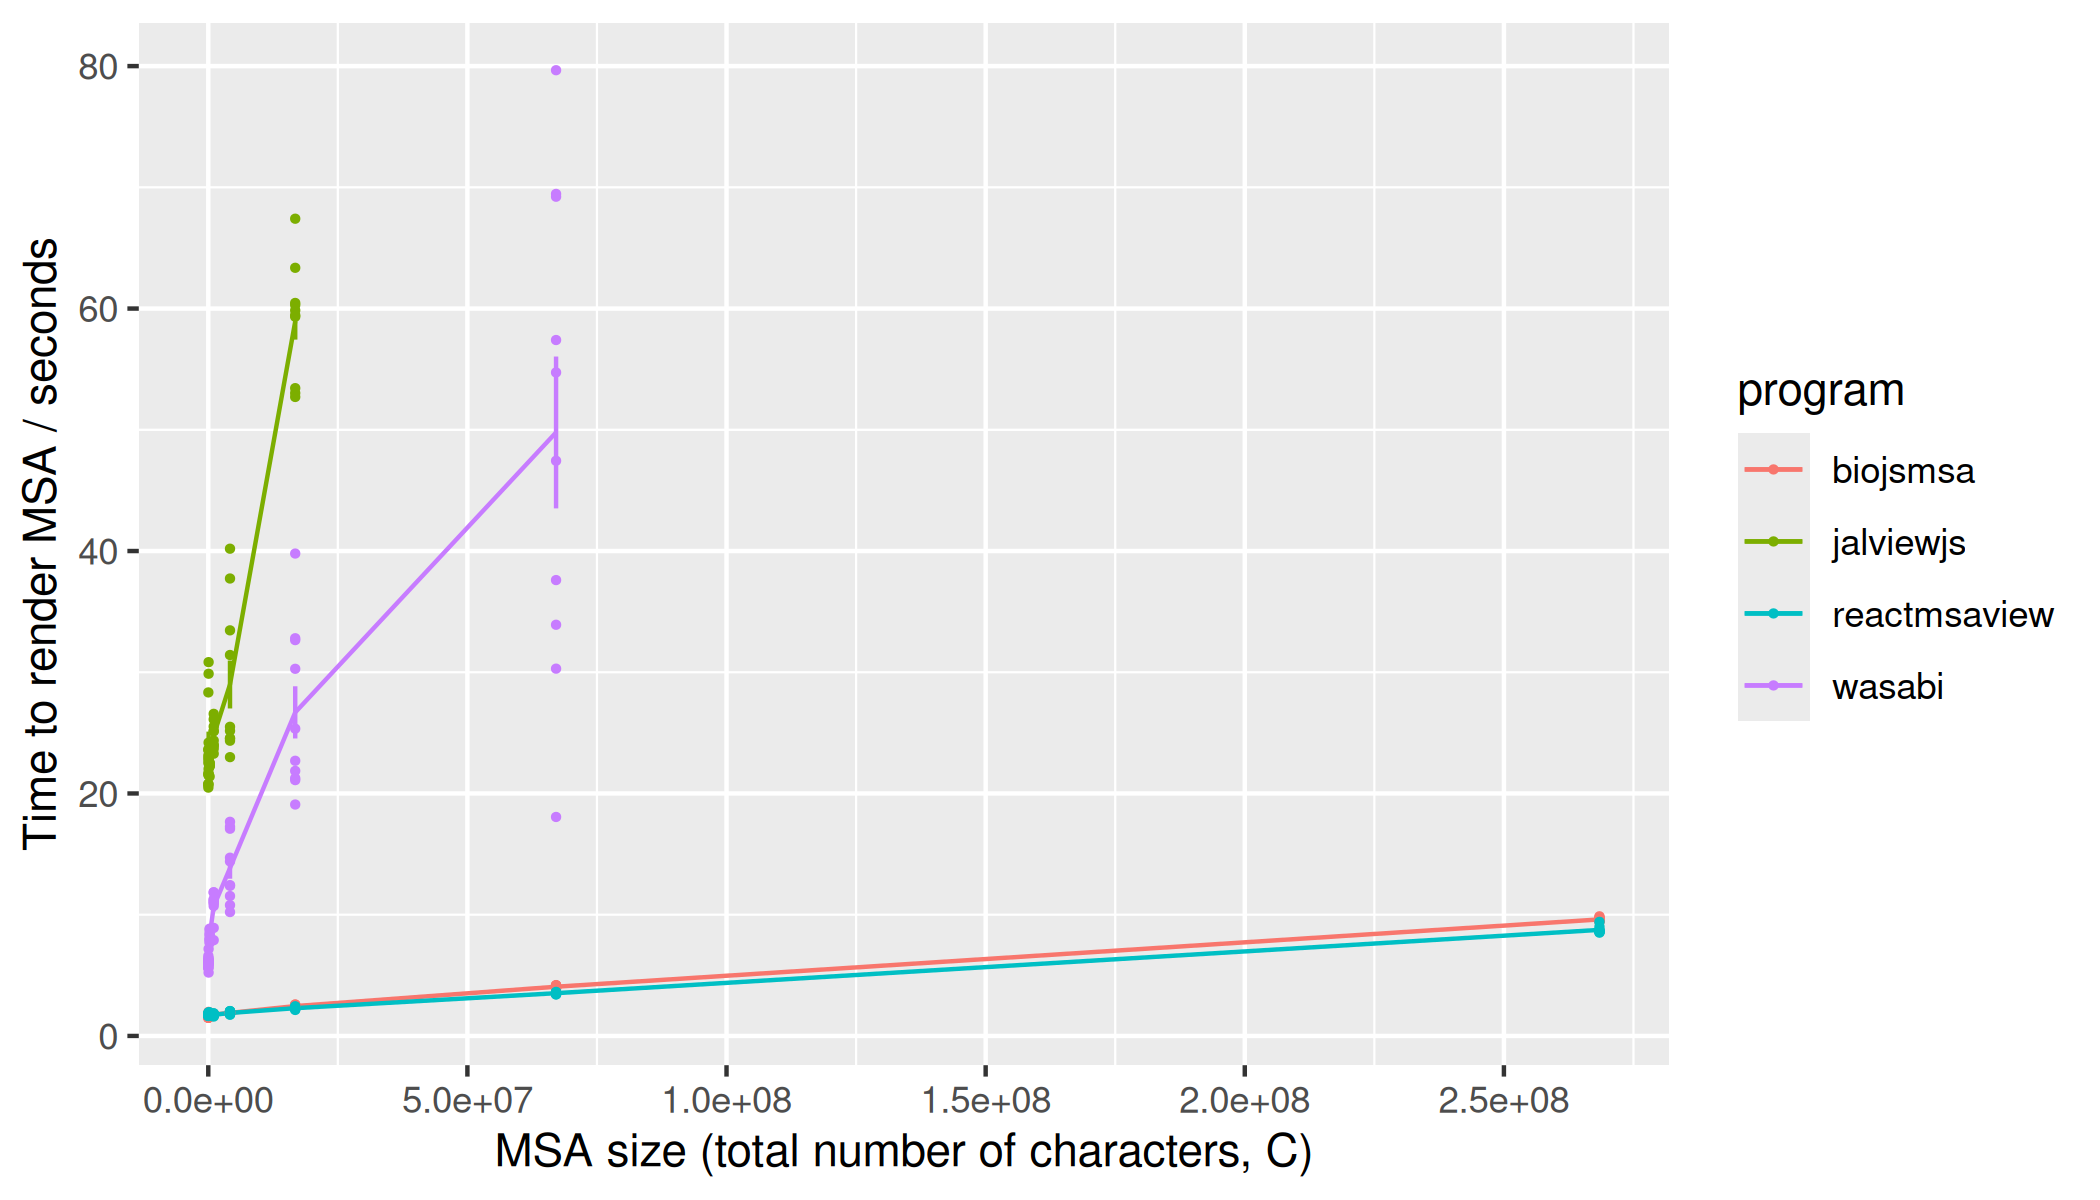 80
60
40
20
0
Time to render MSA / seconds
0.0e+00
5.0e+07
1.0e+08
1.5e+08
2.0e+08
2.5e+08
MSA size (total number of characters, C)
program
biojsmsa
jalviewjs
reactmsaview
wasabi